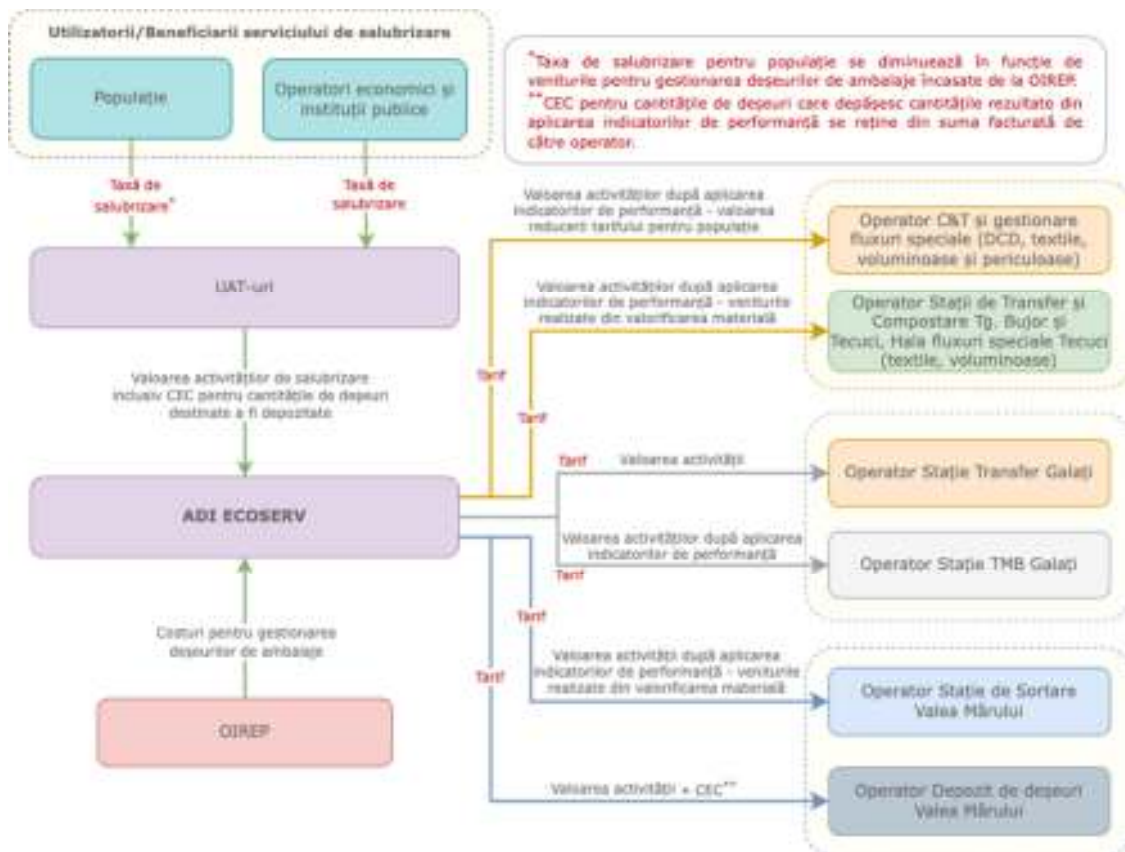 Utilizatorii/Beneficiarii serviciului de salubrizare
Populație
Operatori economici și
instituții publice
*Taxa de salubrizare pentru populație se diminuează în funcție de
veniturile pentru gestionarea deșeurilor de ambalaje încasate de la OIREP.
**CEC pentru cantitățile de deșeuri care depășesc cantitățile rezultate din
aplicarea indicatorilor de performanță se reține din suma facturată de
către operator.
Taxă de
salubrizare*
Taxă de
salubrizare
UAT-uri
Valoarea activităților de salubrizare
inclusiv CEC pentru cantitățile de deșeuri
destinate a fi depozitate
ADI ECOSERV
Costuri pentru gestionarea
deșeurilor de ambalaje
OIREP
Valoarea activităților după aplicarea
indicatorilor de performanță - valoarea
reducerii tarifului pentru populație
Tarif
Operator C&T și gestionare
fluxuri speciale (DCD, textile,
voluminoase și periculoase)
Valoarea activităților după aplicarea
indicatorilor de performanță - veniturile
realizate din valorificarea materială
Tarif
Operator Stații de Transfer și
Compostare Tg. Bujor și
Tecuci, Hala fluxuri speciale Tecuci
(textile, voluminoase)
Tarif
Valoarea activității
Operator Stație Transfer Galați
Valoarea activităților după aplicarea
indicatorilor de performanță
Tarif
Operator Stație TMB Galați
Tarif
Valoarea activității după aplicarea
indicatorilor de performanță - veniturile
realizate din valorificarea materială
Operator Stație de Sortare
Valea Mărului
Tarif
Valoarea activității + CEC**
Operator Depozit de deșeuri
Valea Mărului